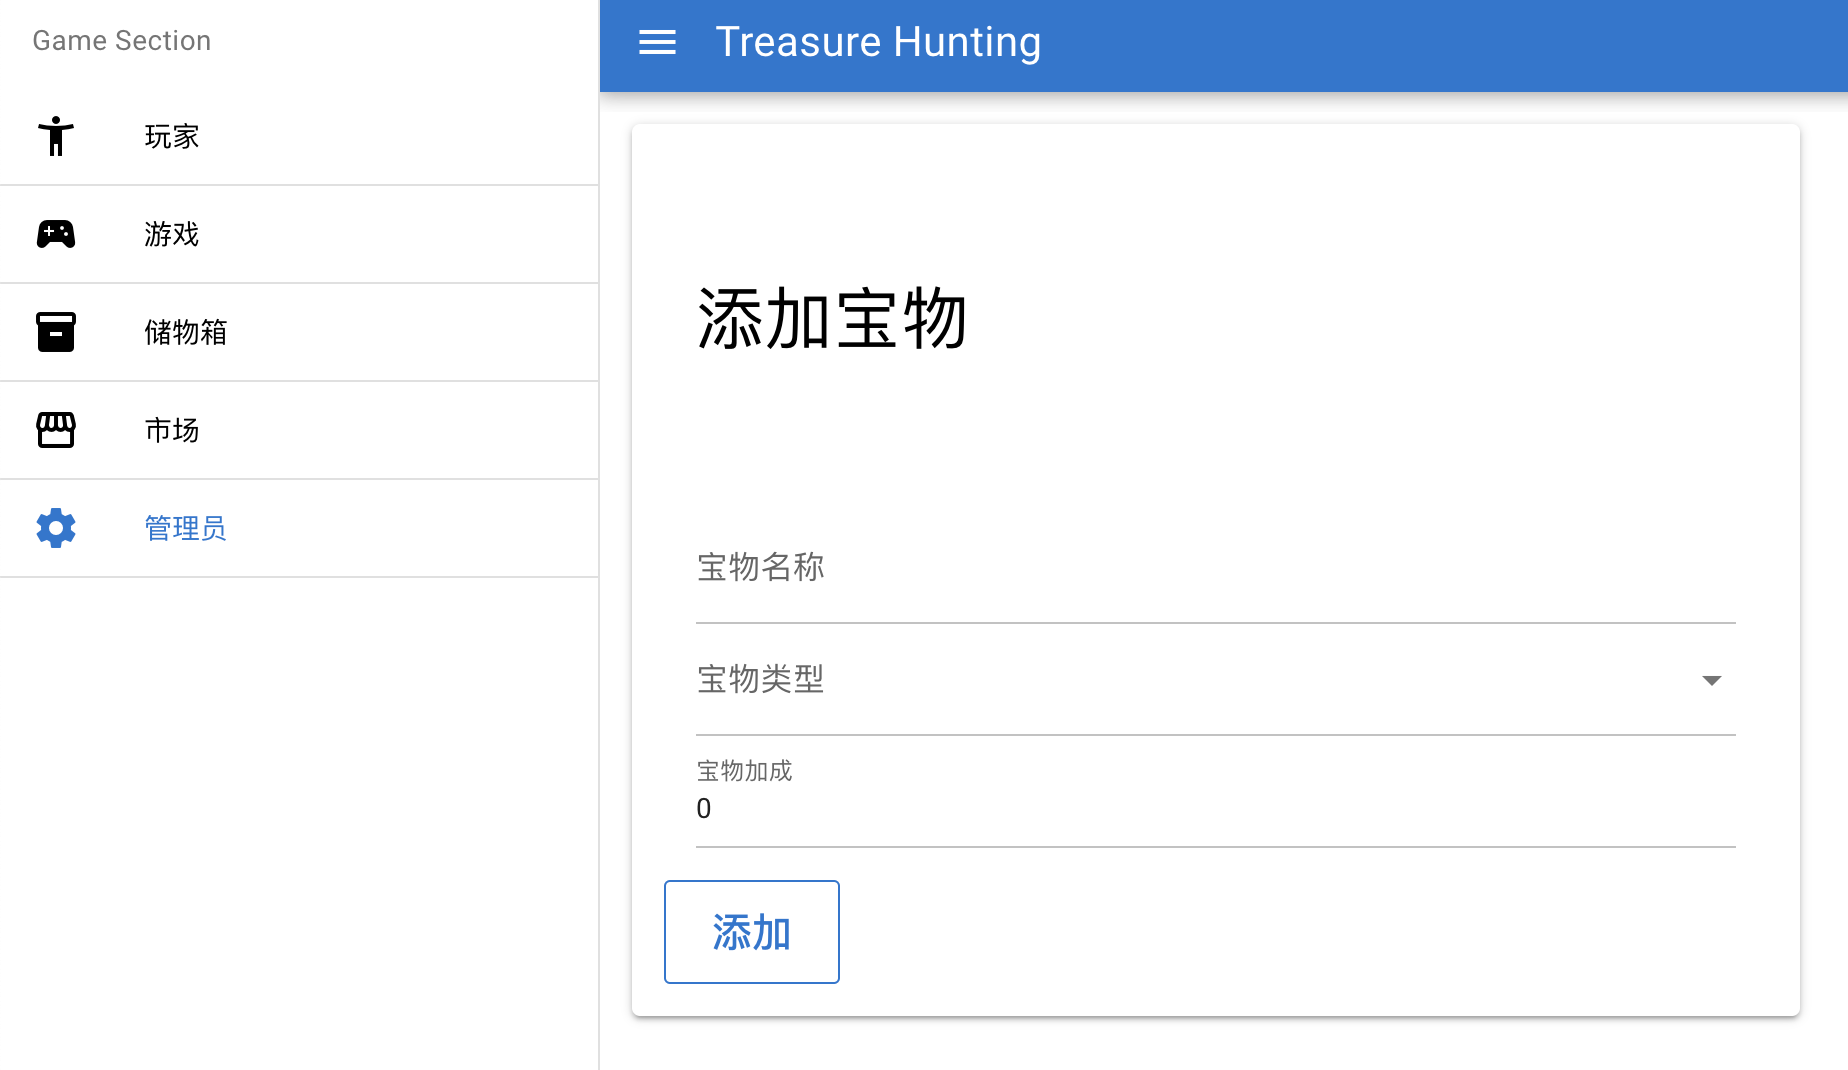 Game Section
玩家
游戏
储物箱
市场
管理员
Treasure Hunting
添加宝物
宝物名称
宝物类型
宝物加成
0
添加